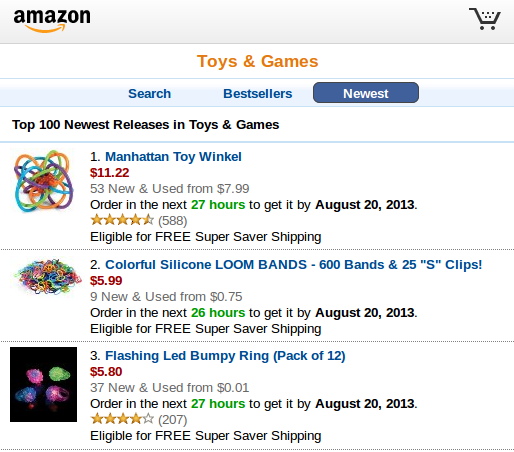 amazon
Toys & Games
Search Bestsellers Newest
Top 100 Newest Releases in Toys & Games
1. Manhattan Toy Winkel
$11.22
53 New & Used from $7.99
Order in the next 27 hours to get it by August 20, 2013.
(588)
Eligible for FREE Super Saver Shipping
2. Colorful Silicone LOOM BANDS - 600 Bands & 25 "S" Clips!
$5.99
9 New & Used from $0.75
Order in the next 26 hours to get it by August 20, 2013.
Eligible for FREE Super Saver Shipping
3. Flashing Led Bumpy Ring (Pack of 12)
$5.80
37 New & Used from $0.01
Order in the next 27 hours to get it by August 20, 2013.
(207)
Eligible for FREE Super Saver Shipping